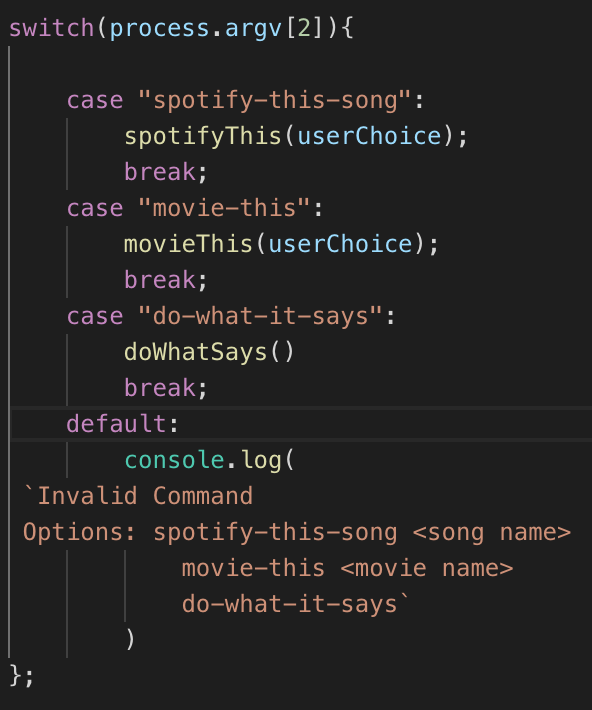 switch(process.argv[2]){
case "spotify-this-song":
spotifyThis(userChoice);
break;
case "movie-this":
movieThis(userChoice);
break;
case "do-what-it-says":
doWhatSays()
break;
default:
console.log(
`Invalid Command
Options: spotify-this-song <song name>
movie-this <movie name>
do-what-it-says`
)
};